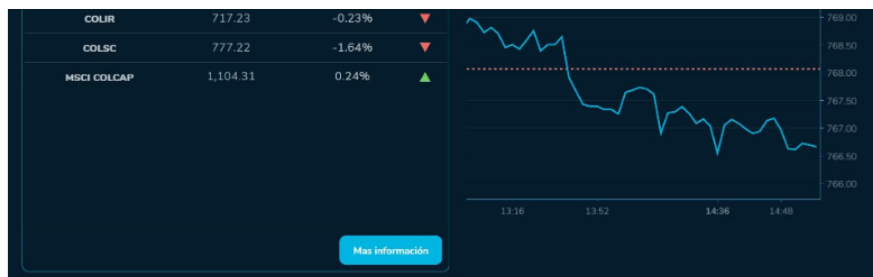 COLIR 717.23 -0.23%
COLSC 777.22 -1.64%
MSCI COLCAP 1,104.31 0.24%
Mas información
769.00
768.50
768.00
767.50
767.00
766.50
766.00
13:16 13:52 14:36 14:48